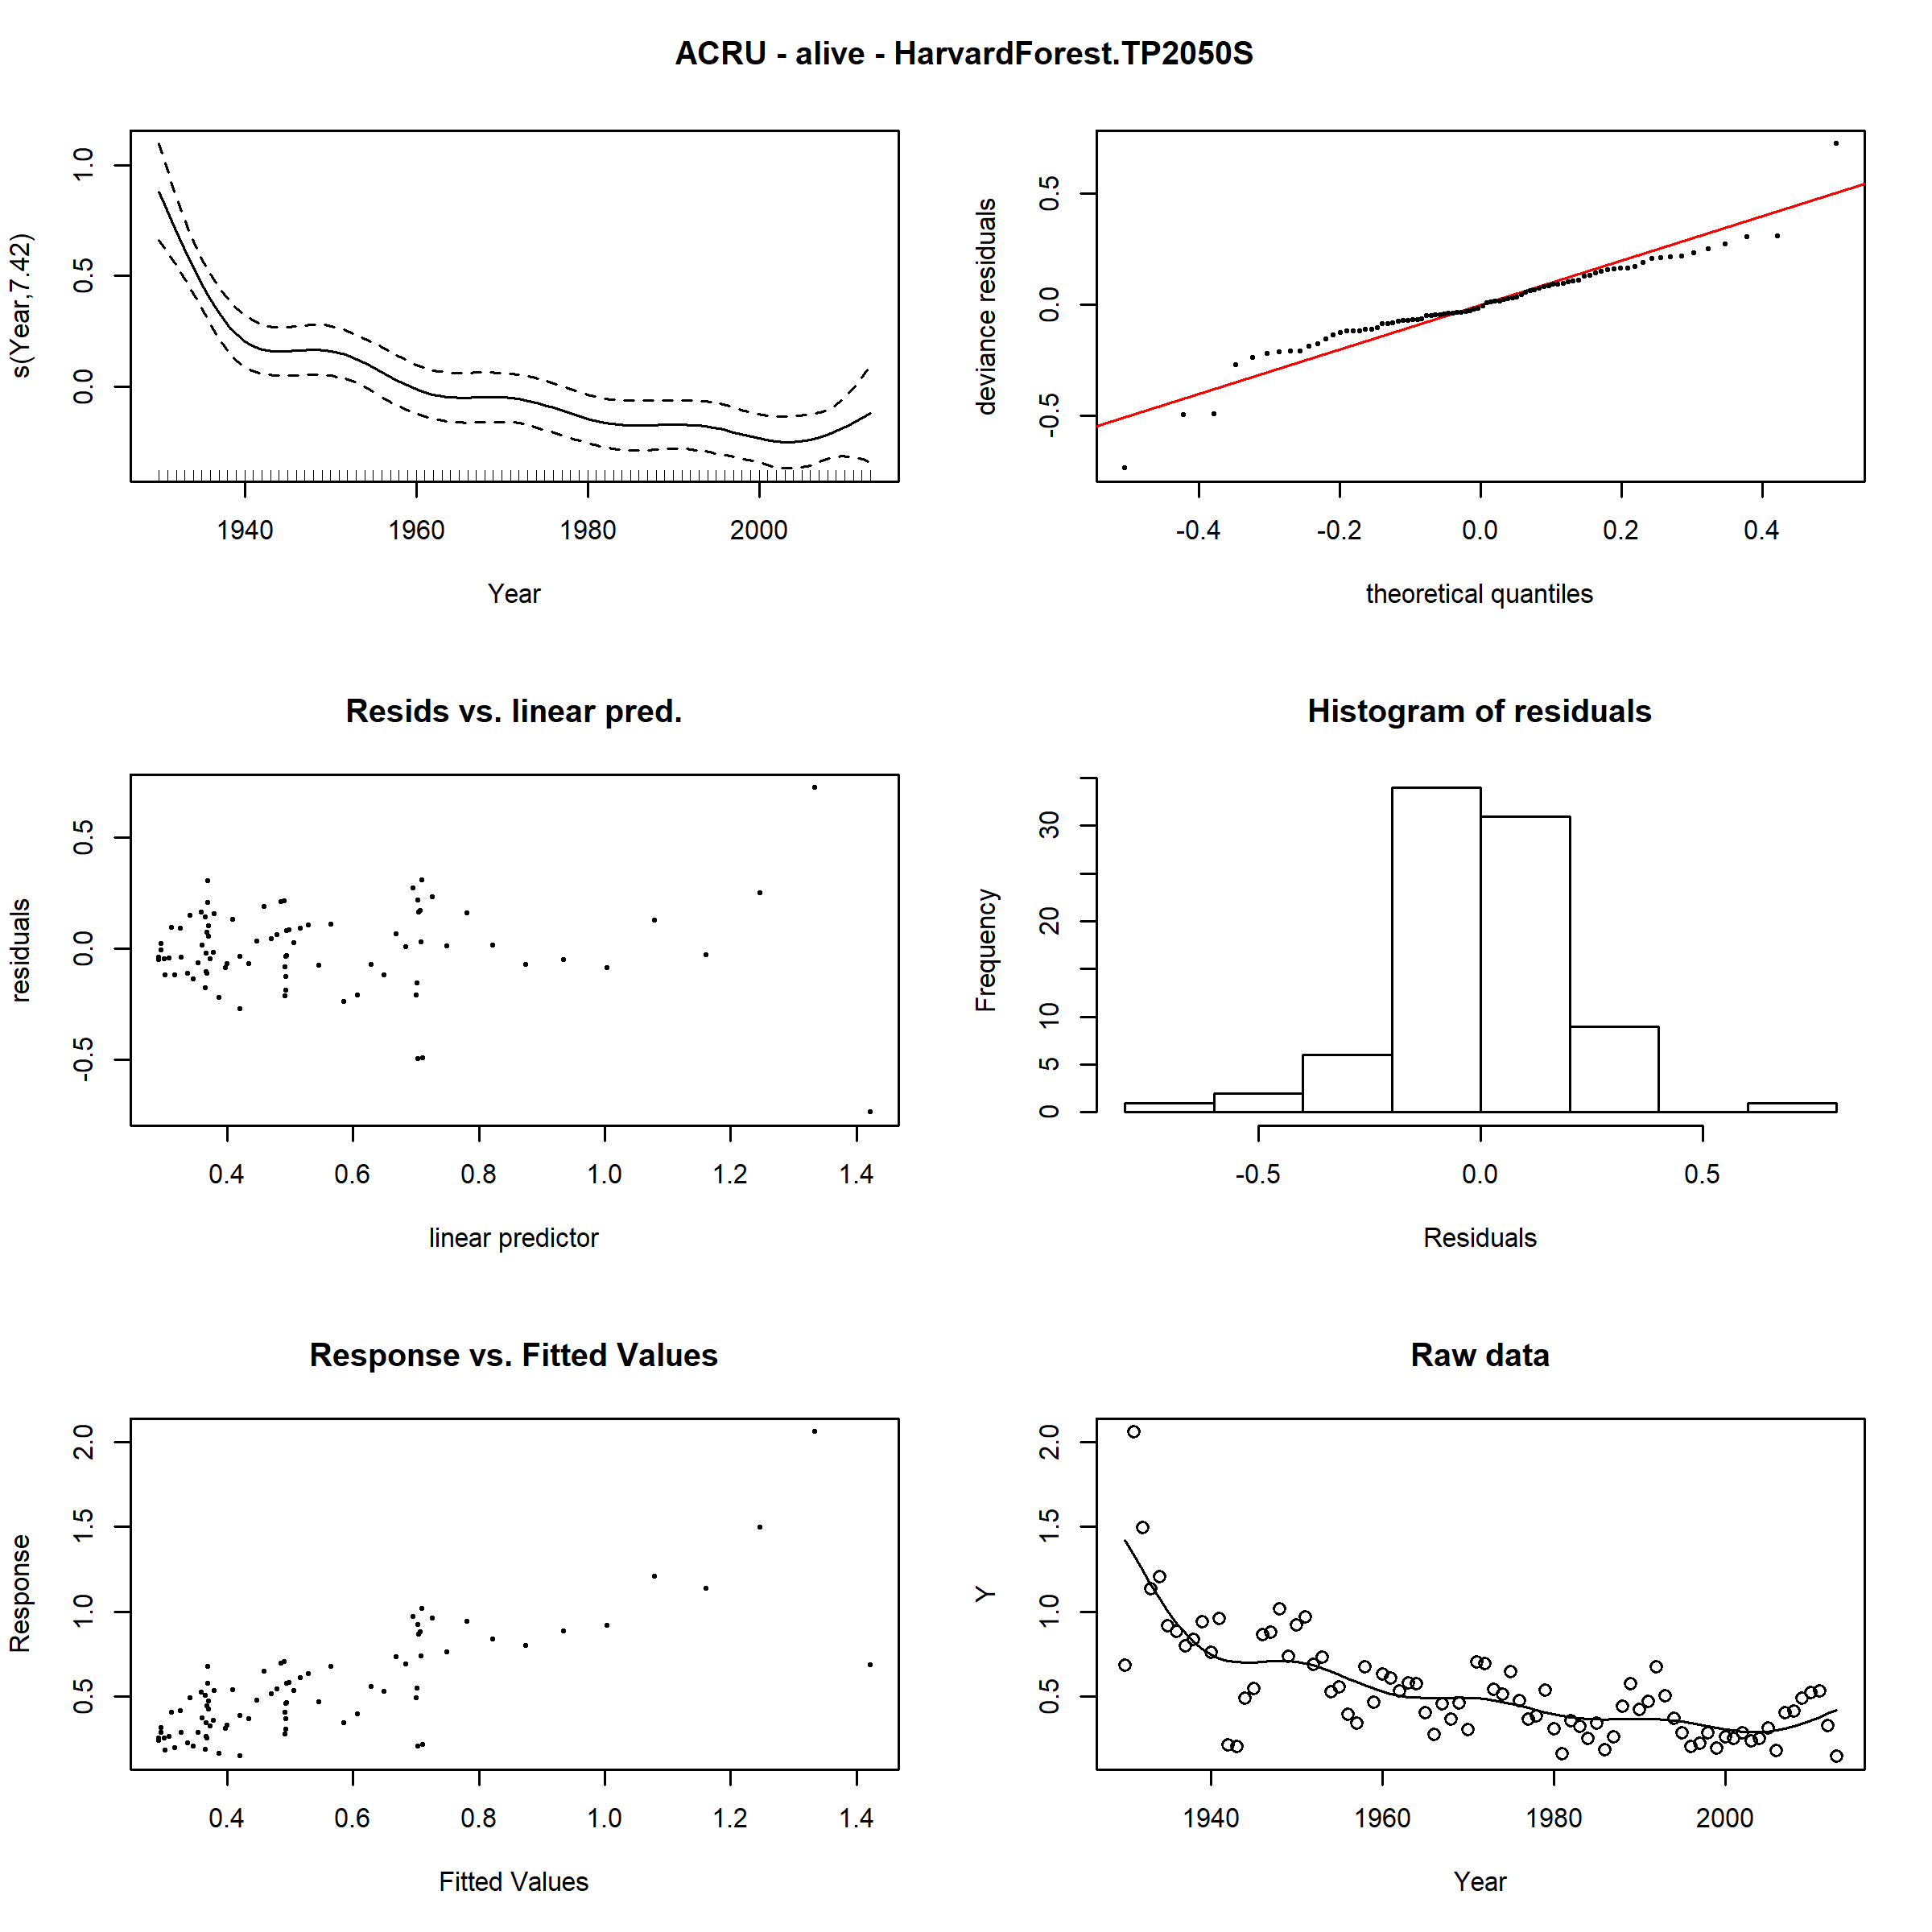 ACRU - alive - HarvardForest.TP2050S
s(Year,7.42)
1.0
0.5
0.0
1940 1960 1980 2000
Year
deviance residuals
0.5
0.0
-0.5
-0.4 -0.2 0.0 0.2 0.4
theoretical quantiles
Resids vs. linear pred.
residuals
0.5
0.0
-0.5
0.4 0.6 0.8 1.0 1.2 1.4
linear predictor
Histogram of residuals
Frequency
30
20
10
5
0
-0.5 0.0 0.5
Residuals
Response vs. Fitted Values
Response
2.0
1.5
1.0
0.5
0.4 0.6 0.8 1.0 1.2 1.4
Fitted Values
Raw data
Y
2.0
1.5
1.0
0.5
1940 1960 1980 2000
Year